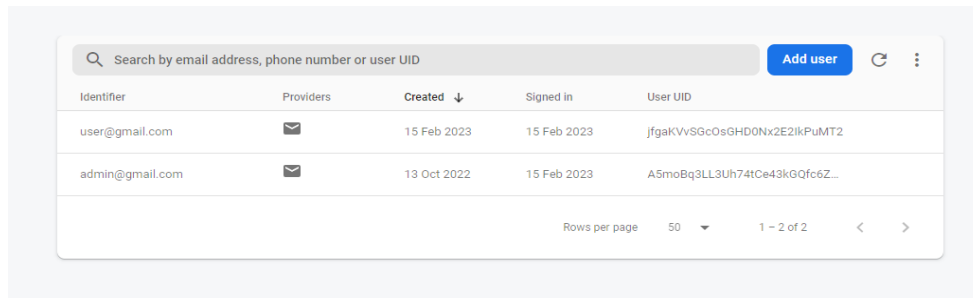 Search by email address, phone number or user UID Add user
Identifier Providers Created Signed in User UID
user@gmail.com 15 Feb 2023 15 Feb 2023 jfgaKVvSGcOsGHD0Nx2E2IkPuMT2
admin@gmail.com 13 Oct 2022 15 Feb 2023 A5moBq3LL3Uh74tCe43kGQfc6Z...
Rows per page 50 1 – 2 of 2